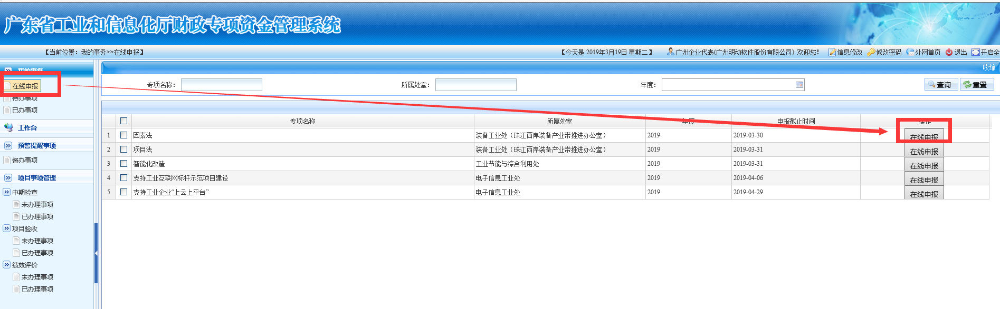 广东省工业和信息化厅财政专项资金管理系统
【当前位置：我的事务>>在线申报】
【今天是 2019年3月19日 星期二】 广州企业代表(广州明动软件股份有限公司) 欢迎您！ 信息修改 修改密码 外网首页 退出 开启全
我的事务
在线申报
待办事项
已办事项
工作台
预警提醒事项
督办事项
项目事项管理
中期检查
未办理事项
已办理事项
项目验收
未办理事项
已办理事项
绩效评价
未办理事项
已办理事项
收缩
专项名称： 所属处室： 年度： 查询 重置
专项名称 所属处室 年度 申报截止时间 操作
1 因素法 装备工业处（珠江西岸装备产业带推进办公室） 2019 2019-03-30 在线申报
2 项目法 装备工业处（珠江西岸装备产业带推进办公室） 2019 2019-03-31 在线申报
3 智能化改造 工业节能与综合利用处 2019 2019-03-31 在线申报
4 支持工业互联网标杆示范项目建设 电子信息工业处 2019 2019-04-06 在线申报
5 支持工业企业“上云上平台” 电子信息工业处 2019 2019-04-29 在线申报